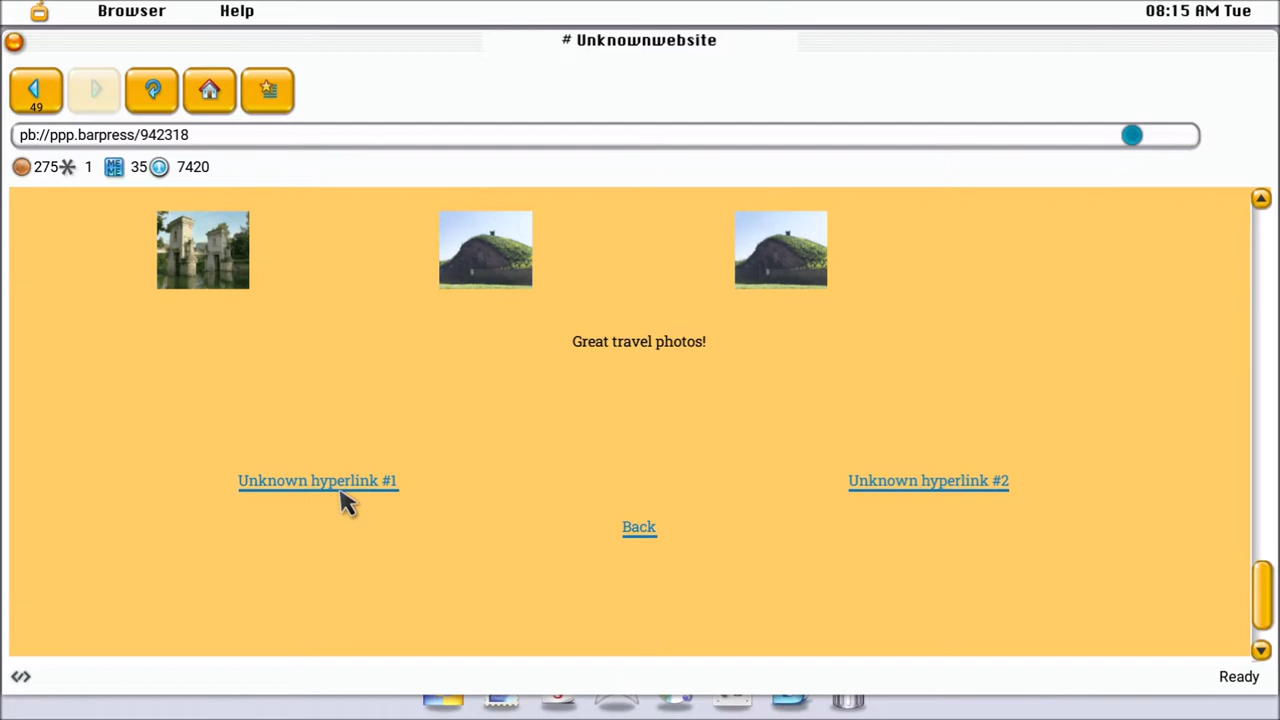 Browser Help 08:15 AM Tue
# Unknownwebsite
49
pb://ppp.barpress/942318
275 1 MEME 35 7420
Great travel photos!
Unknown hyperlink #1 Unknown hyperlink #2
Back
Ready